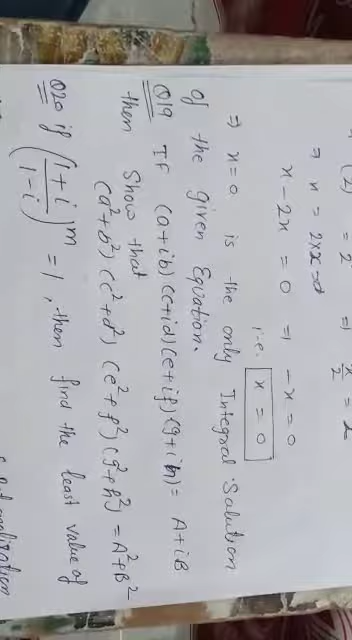 (2) = 2 ⇒ x/2 = 2
⇒ x = 2x
x - 2x = 0 ⇒ -x = 0
i.e. x = 0
⇒ x = 0 is the only Integral Solution
of the given Equation.
Q19 If (a+ib)(c+id)(e+if)(g+ih) = A+iB
then Show that
(a²+b²)(c²+d²)(e²+f²)(g²+h²) = A²+B²
Q20 if ((1+i)/(1-i))^m = 1, then find the least value of